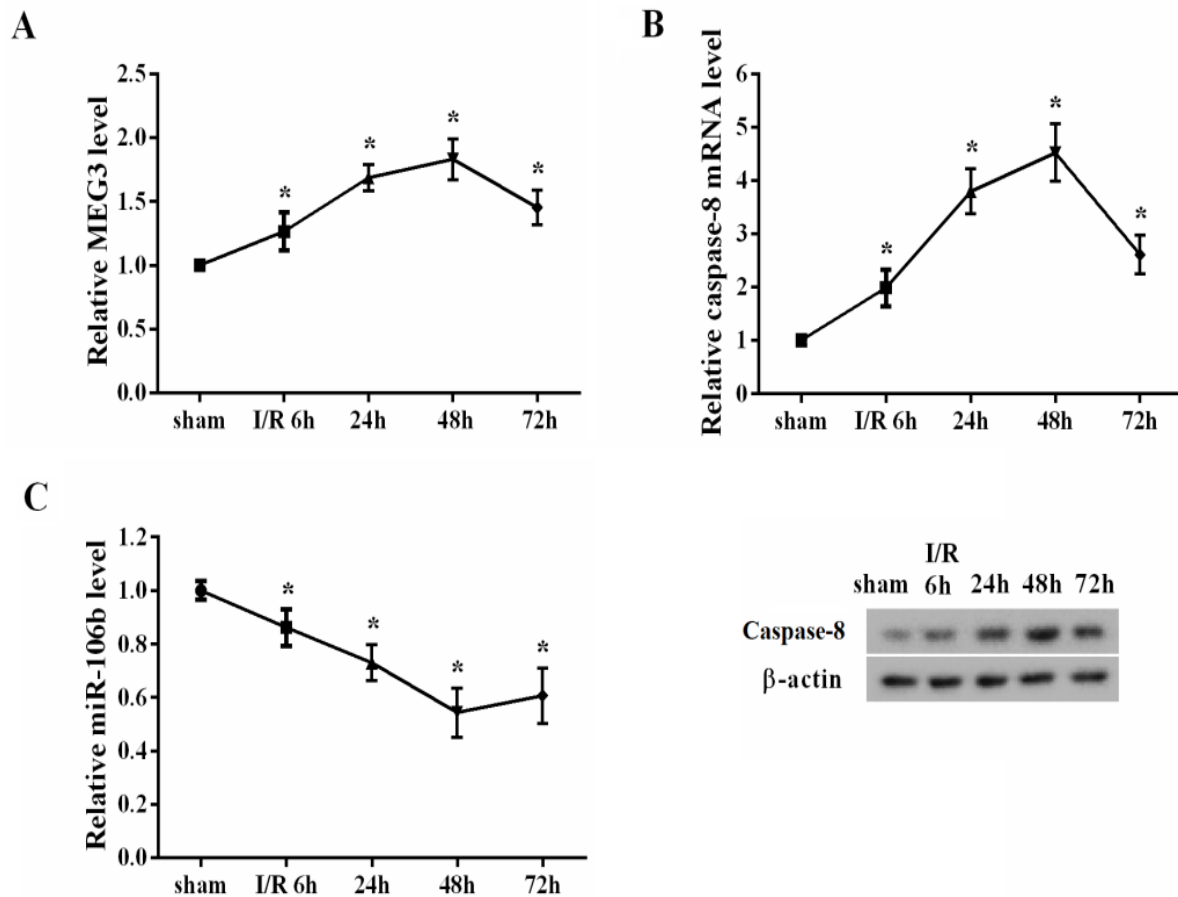 A
Relative MEG3 level
2.5
2.0
1.5
1.0
0.5
0.0
* * * *
sham I/R 6h 24h 48h 72h
B
Relative caspase-8 mRNA level
6
5
4
3
2
1
0
* * * *
sham I/R 6h 24h 48h 72h
C
Relative miR-106b level
1.2
1.0
0.8
0.6
0.4
0.2
0.0
* * * *
sham I/R 6h 24h 48h 72h
I/R
sham 6h 24h 48h 72h
Caspase-8
β-actin